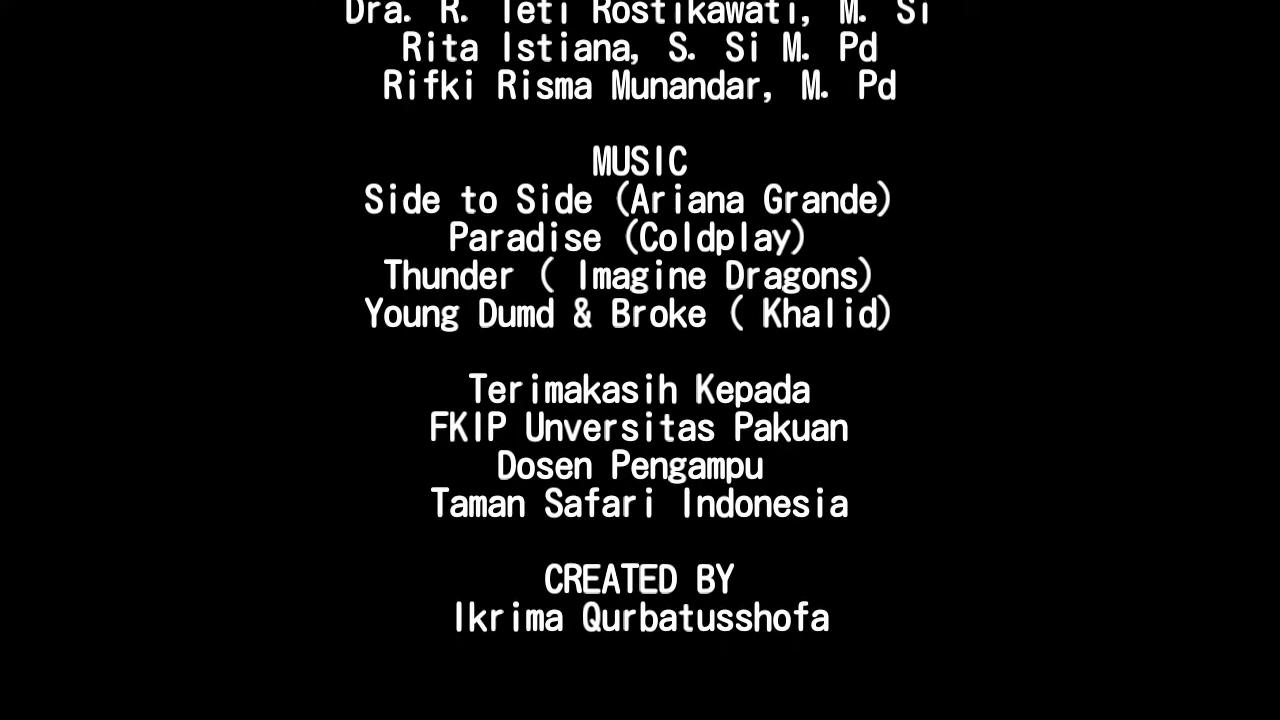 Dra. R. Teti Rostikawati, M. Si
Rita Istiana, S. Si M. Pd
Rifki Risma Munandar, M. Pd
MUSIC
Side to Side (Ariana Grande)
Paradise (Coldplay)
Thunder ( Imagine Dragons)
Young Dumd & Broke ( Khalid)
Terimakasih Kepada
FKIP Unversitas Pakuan
Dosen Pengampu
Taman Safari Indonesia
CREATED BY
Ikrima Qurbatusshofa